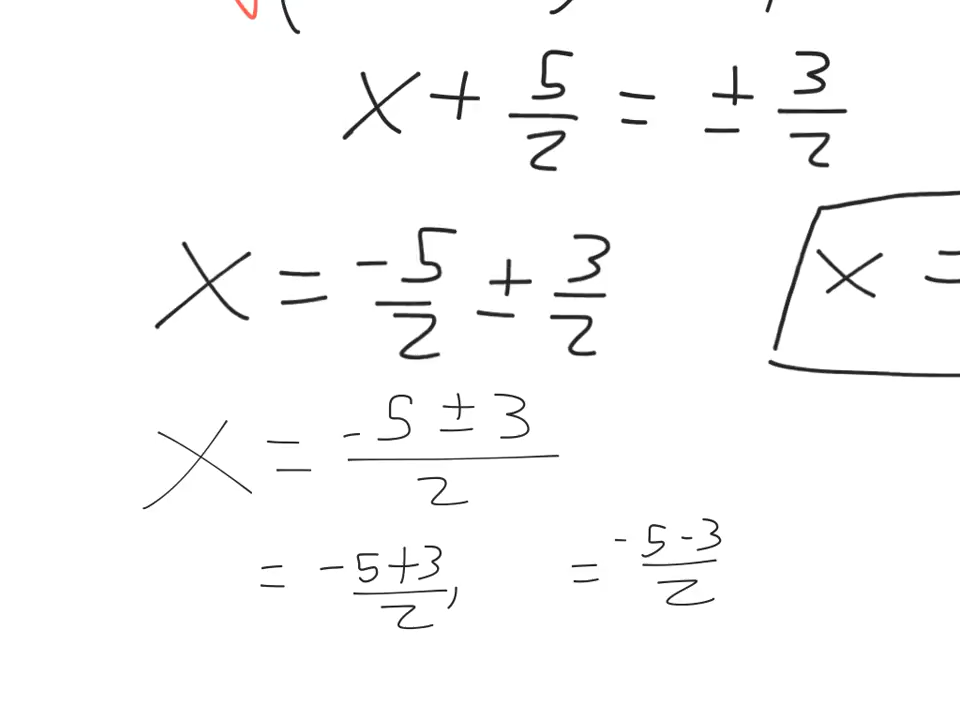 x + 5/2 = ± 3/2
x = -5/2 ± 3/2
x =
x = (-5 ± 3)/2
= (-5+3)/2, = (-5-3)/2